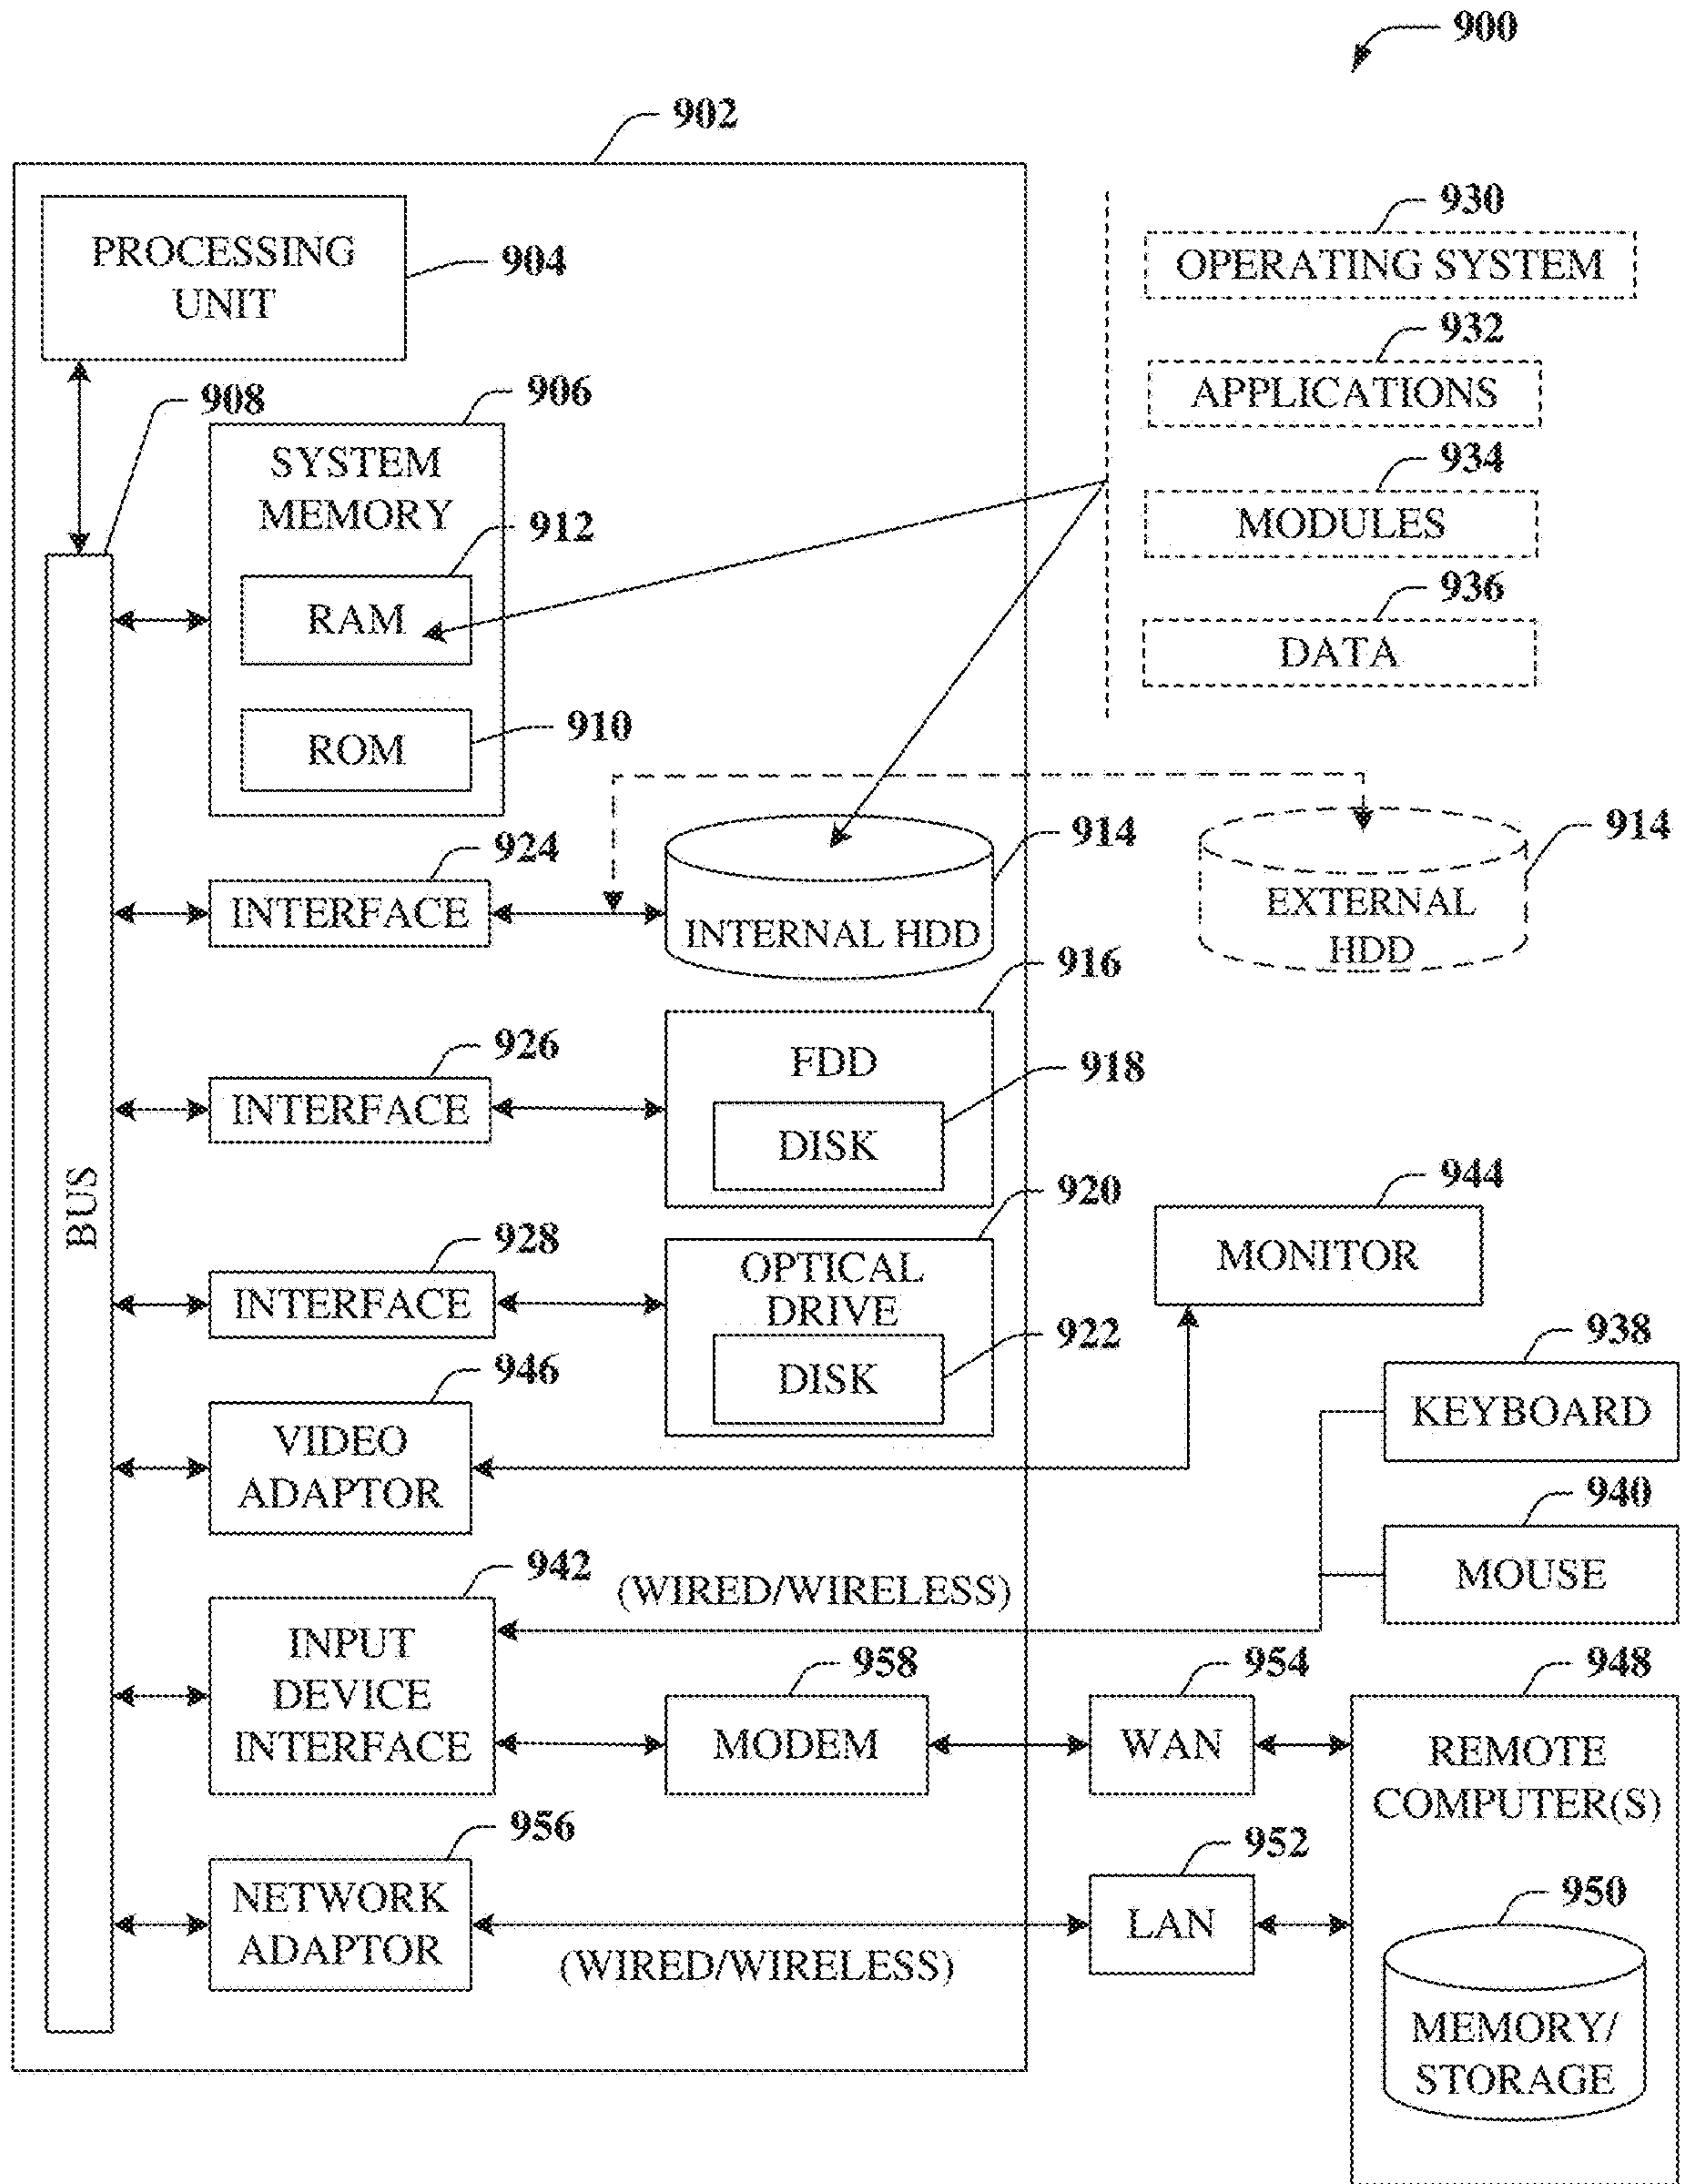 900
902
PROCESSING
UNIT
904
930
OPERATING SYSTEM
932
APPLICATIONS
934
MODULES
936
DATA
908
906
SYSTEM
MEMORY
912
RAM
910
ROM
BUS
924
INTERFACE
914
INTERNAL HDD
914
EXTERNAL
HDD
926
INTERFACE
916
FDD
918
DISK
928
INTERFACE
920
OPTICAL
DRIVE
922
DISK
944
MONITOR
946
VIDEO
ADAPTOR
938
KEYBOARD
940
MOUSE
942
INPUT
DEVICE
INTERFACE
(WIRED/WIRELESS)
958
MODEM
954
WAN
948
REMOTE
COMPUTER(S)
956
NETWORK
ADAPTOR
(WIRED/WIRELESS)
952
LAN
950
MEMORY/
STORAGE